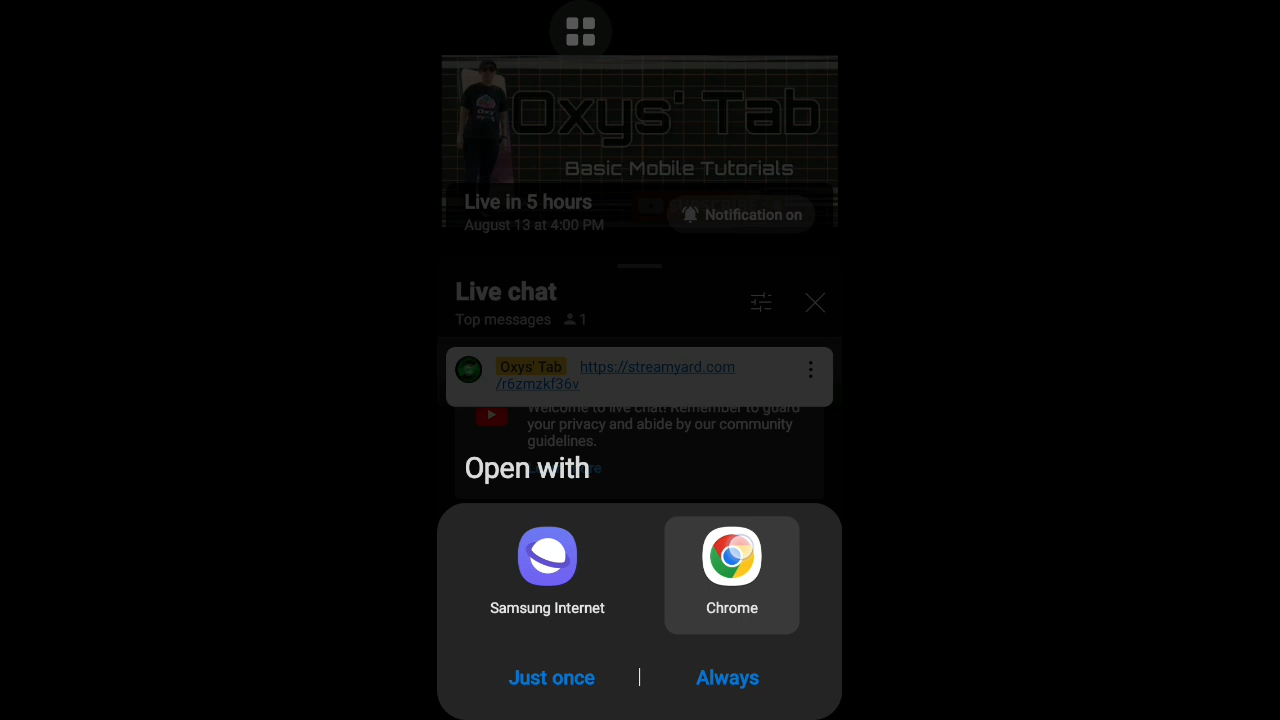 Oxys' Tab
Basic Mobile Tutorials
Live in 5 hours
August 13 at 4:00 PM
Notification on
Live chat
Top messages 1
Oxys' Tab https://streamyard.com
/r6zmzkf36v
Welcome to live chat! Remember to guard
your privacy and abide by our community
guidelines.
Open with
Samsung Internet
Chrome
Just once
Always